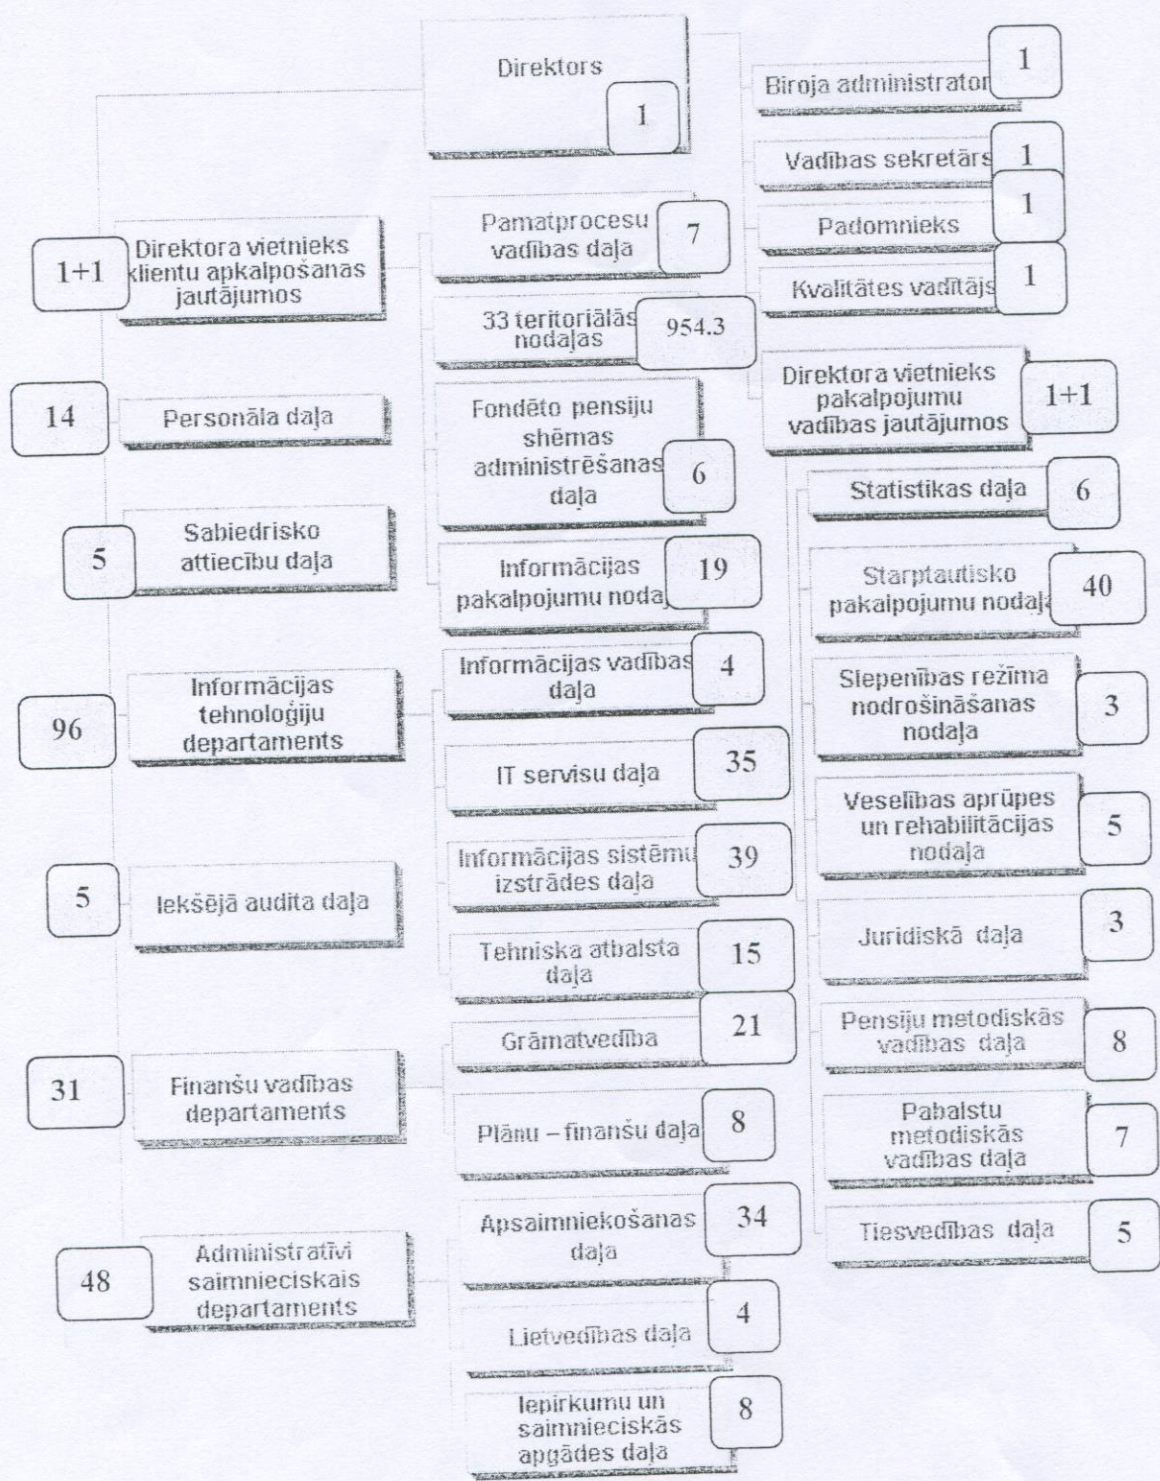 Direktors
1
Biroja administrator
1
Vadības sekretārs
1
Padomnieks
1
Kvalitātes vadītājs
1
1+1
Direktora vietnieks
klientu apkalpošanas
jautājumos
Pamatprocesu
vadības daļa
7
33 teritoriālās
nodaļas
954.3
Fondēto pensiju
shēmas
administrēšanas
daļa
6
Informācijas
pakalpojumu nodaļ
19
Direktora vietnieks
pakalpojumu
vadības jautājumos
1+1
Statistikas daļa
6
Starptautisko
pakalpojumu nodaļa
40
Slepenības režīma
nodrošināšanas
nodaļa
3
Veselības aprūpes
un rehabilitācijas
nodaļa
5
Juridiskā daļa
3
Pensiju metodiskās
vadības daļa
8
Pabalstu
metodiskās
vadības daļa
7
Tiesvedības daļa
5
14
Personāla daļa
5
Sabiedrisko
attiecību daļa
96
Informācijas
tehnoloģiju
departaments
Informācijas vadības
daļa
4
IT servisu daļa
35
Informācijas sistēmu
izstrādes daļa
39
Tehniskā atbalsta
daļa
15
5
Iekšējā audita daļa
31
Finanšu vadības
departaments
Grāmatvedība
21
Plānu – finanšu daļa
8
48
Administratīvi
saimnieciskais
departaments
Apsaimniekošanas
daļa
34
Lietvedības daļa
4
Iepirkumu un
saimnieciskās
apgādes daļa
8